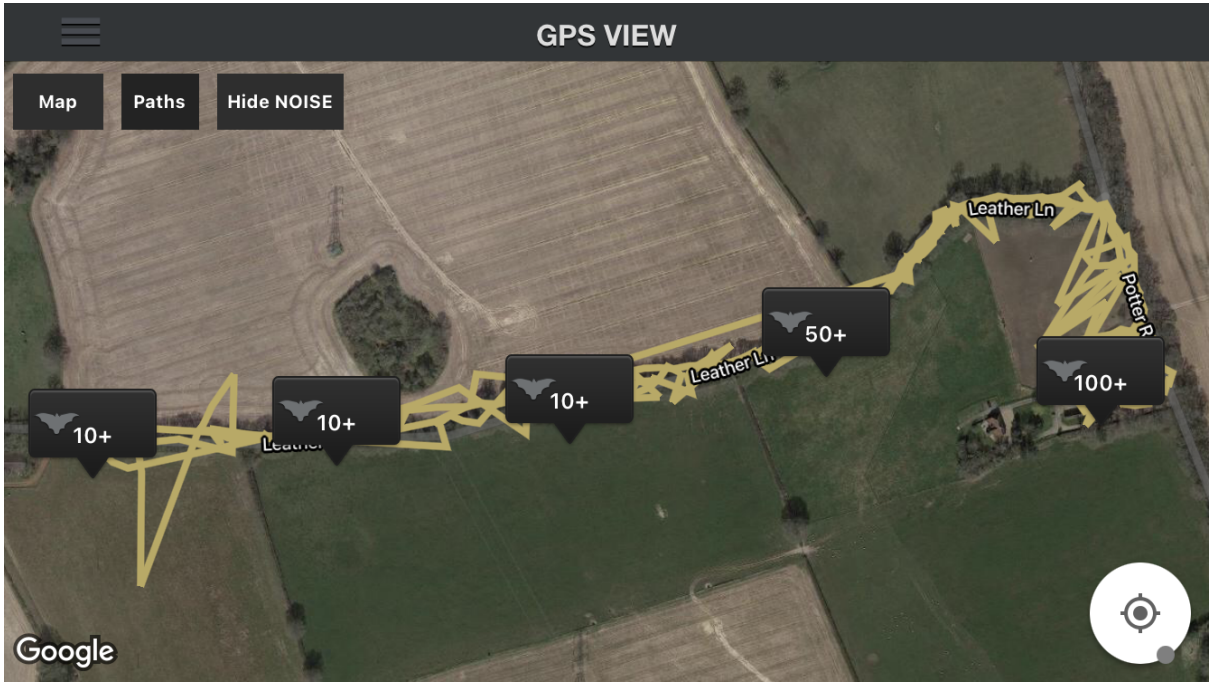 GPS VIEW
Map
Paths
Hide NOISE
Leather Ln
Potter R
50+
Leather Ln
100+
10+
10+
10+
Leather
Google